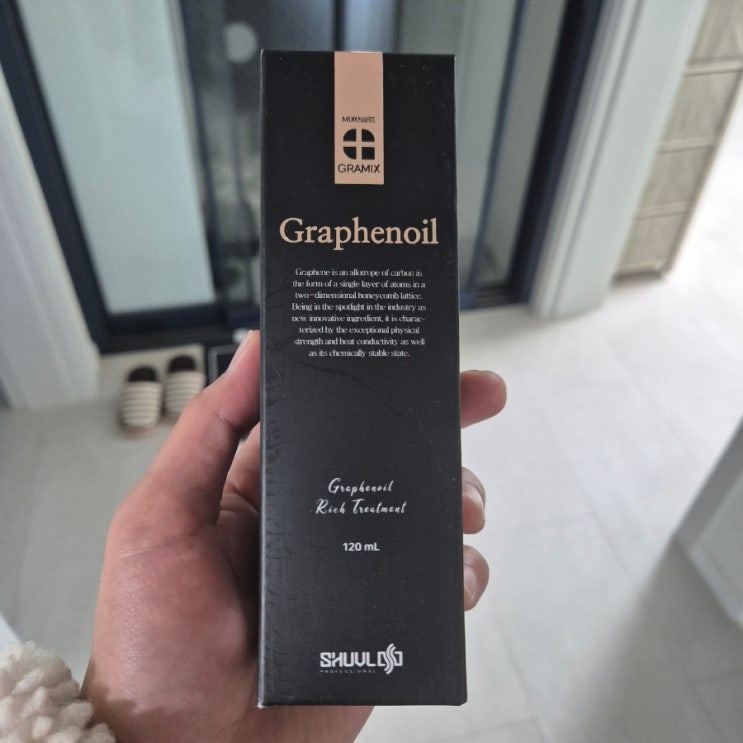 GRAMIX
Graphenoil
Graphene is an allotrope of carbon in
the form of a single layer of atoms in a
two-dimensional honeycomb lattice.
Being in the spotlight in the industry as
new innovative ingredient, it is charac-
terized by the exceptional physical
strength and heat conductivity as well
as its chemically stable state.
Graphenoil
Rich Treatment
120 mL
SHUUL
PROFESSIONAL